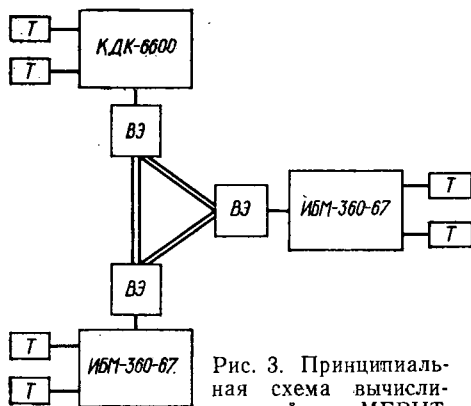 Т
КДК-6600
Т
ВЭ
ВЭ
ИБМ-360-67
Т
Т
ВЭ
Т
ИБМ-360-67
Т
Рис. 3. Принципиаль-
ная схема вычисли-